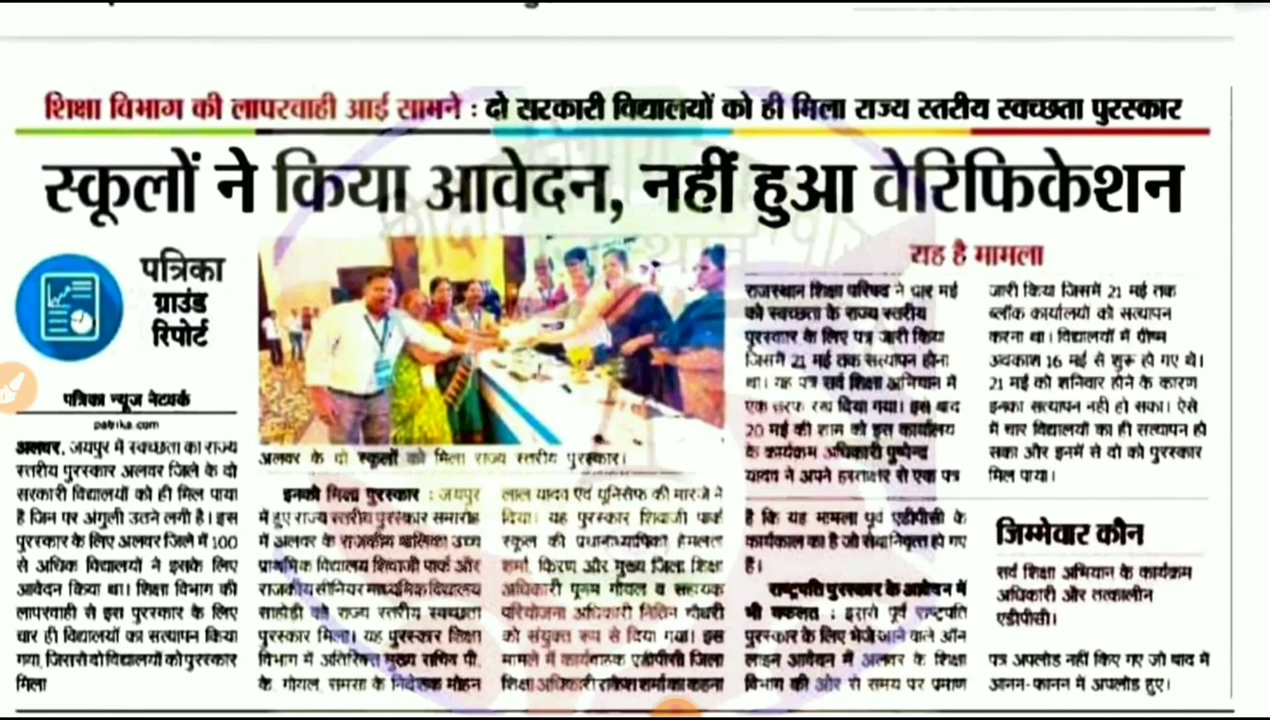 शिक्षा विभाग की लापरवाही आई सामने : दो सरकारी विद्यालयों को ही मिला राज्य स्तरीय स्वच्छता पुरस्कार
स्कूलों ने किया आवेदन, नहीं हुआ वेरिफिकेशन
पत्रिका
ग्राउंड
रिपोर्ट
पत्रिका न्यूज नेटवर्क
patrika.com
अलवर. जयपुर में स्वच्छता का राज्य
स्तरीय पुरस्कार अलवर जिले के दो
सरकारी विद्यालयों को ही मिल पाया
है जिन पर अंगुली उतने लगी है। इस
पुरस्कार के लिए अलवर जिले में 100
से अधिक विद्यालयों ने इसके लिए
आवेदन किया था। शिक्षा विभाग की
लापरवाही से इस पुरस्कार के लिए
चार ही विद्यालयों का सत्यापन किया
गया, जिससे दो विद्यालयों को पुरस्कार
मिला
अलवर के दो स्कूलों को मिला राज्य स्तरीय पुरस्कार।
इनको मिला पुरस्कार : जयपुर
में हुए राज्य स्तरीय पुरस्कार समारोह
में अलवर के राजकीय बालिका उच्च
प्राथमिक विद्यालय शिवाजी पार्क और
राजकीय सीनियर माध्यमिक विद्यालय
साहोडी को राज्य स्तरीय स्वच्छता
पुरस्कार मिला। यह पुरस्कार शिक्षा
विभाग में अतिरिक्त मुख्य सचिव पी.
के. गोयल, समसा के निदेशक मोहन
लाल यादव एवं यूनिसेफ की मारजे ने
दिया। यह पुरस्कार शिवाजी पार्क
स्कूल की प्रधानाध्यापिका हेमलता
शर्मा, किरण और मुख्य जिला शिक्षा
अधिकारी पूनम गोयल व सहायक
परियोजना अधिकारी नितिन चौधरी
को संयुक्त रूप से दिया गया। इस
मामले में कार्यवाहक एडीपीसी जिला
शिक्षा अधिकारी राकेश शर्मा का कहना
है कि यह मामला पूर्व एडीपीसी के
कार्यकाल का है जो सेवानिवृत्त हो गए
हैं।
राष्ट्रपति पुरस्कार के आवेदन में
भी गफलत : इससे पूर्व राष्ट्रपति
पुरस्कार के लिए भेजे जाने वाले ऑन
लाइन आवेदन में अलवर के शिक्षा
विभाग की ओर से समय पर प्रमाण
पत्र अपलोड नहीं किए गए जो बाद में
आनन-फानन में अपलोड हुए।
यह है मामला
राजस्थान शिक्षा परिषद ने चार मई
को स्वच्छता के राज्य स्तरीय
पुरस्कार के लिए पत्र जारी किया
जिसमें 21 मई तक सत्यापन होना
था। यह पत्र सर्व शिक्षा अभियान में
एक तरफ रख दिया गया। इस बाद
20 मई की शाम को इस कार्यालय
के कार्यक्रम अधिकारी पुष्पेन्द्र
यादव ने अपने हस्ताक्षर से एक पत्र
जारी किया जिसमें 21 मई तक
ब्लॉक कार्यालयों को सत्यापन
करना था। विद्यालयों में ग्रीष्म
अवकाश 16 मई से शुरू हो गए थे।
21 मई को शनिवार होने के कारण
इनका सत्यापन नही हो सका। ऐसे
में चार विद्यालयों का ही सत्यापन हो
सका और इनमें से दो को पुरस्कार
मिल पाया।
जिम्मेवार कौन
सर्व शिक्षा अभियान के कार्यक्रम
अधिकारी और तत्कालीन
एडीपीसी।